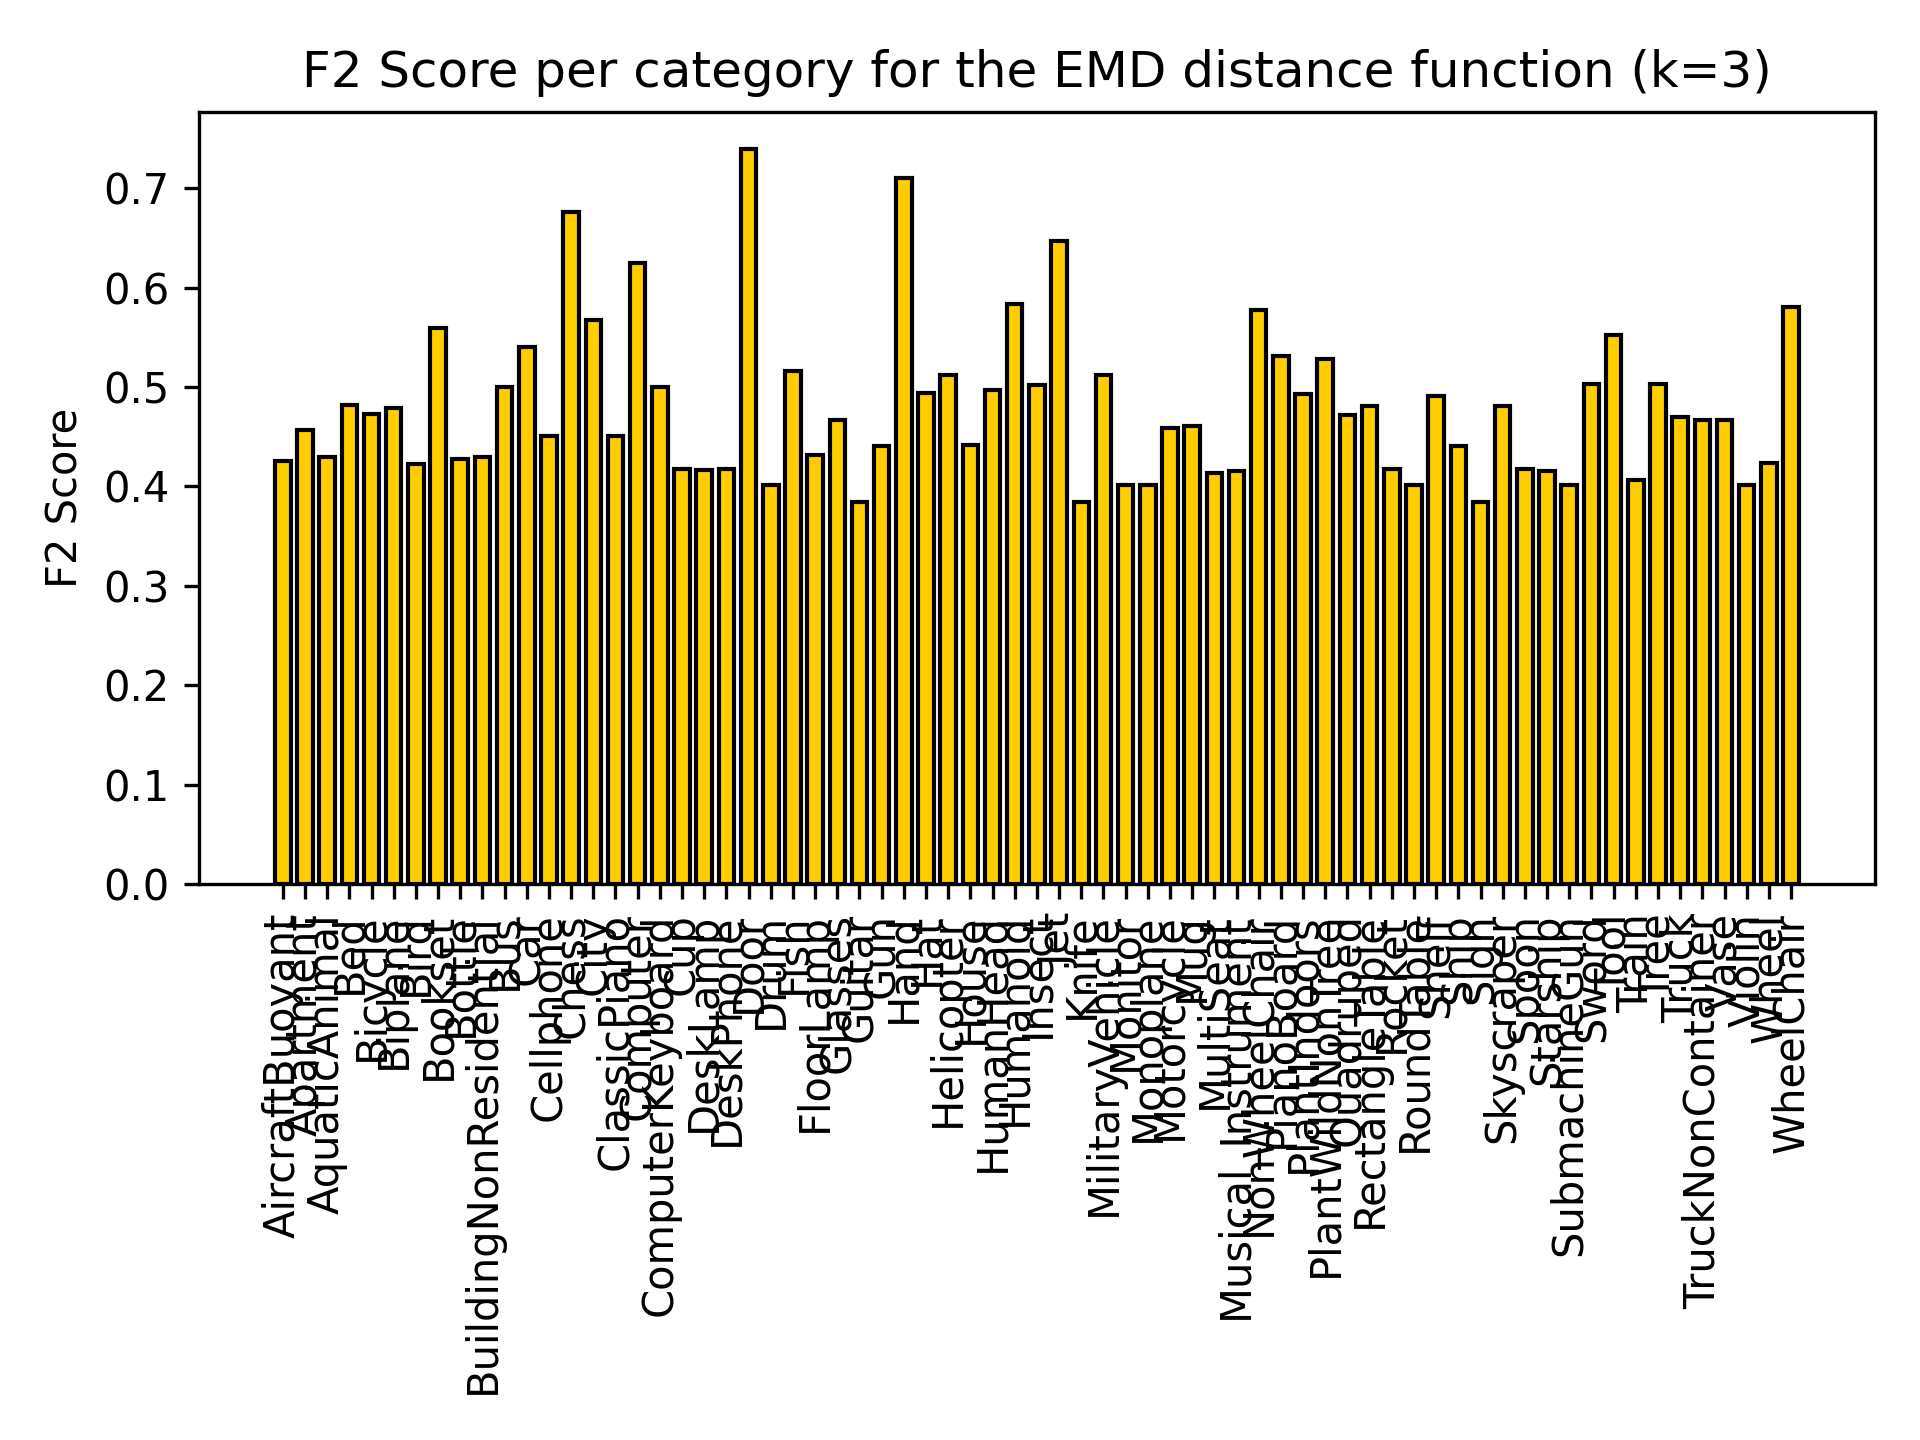 F2 Score per category for the EMD distance function (k=3)
F2 Score
0.7
0.6
0.5
0.4
0.3
0.2
0.1
0.0
AircraftBuoyant
Apartment
AquaticAnimal
Bed
Bicycle
Biplane
Bird
Bookset
Bottle
BuildingNonResidential
Bus
Car
Cellphone
Chess
City
ClassicPiano
Computer
ComputerKeyboard
Cup
DeskLamp
DeskPhone
Door
Drum
Fish
FloorLamp
Glasses
Guitar
Gun
Hand
Hat
Helicopter
House
HumanHead
Humanoid
Insect
Jet
Knife
MilitaryVehicle
Monitor
Monoplane
Motorcycle
Mug
MultiSeat
Musical_Instrument
NonWheelChair
PianoBoard
PlantIndoors
PlantWildNonTree
Quadruped
RectangleTable
Rocket
RoundTable
Shelf
Ship
Sign
Skyscraper
Spoon
Starship
SubmachineGun
Sword
Tool
Train
Tree
Truck
TruckNonContainer
Vase
Violin
Wheel
WheelChair